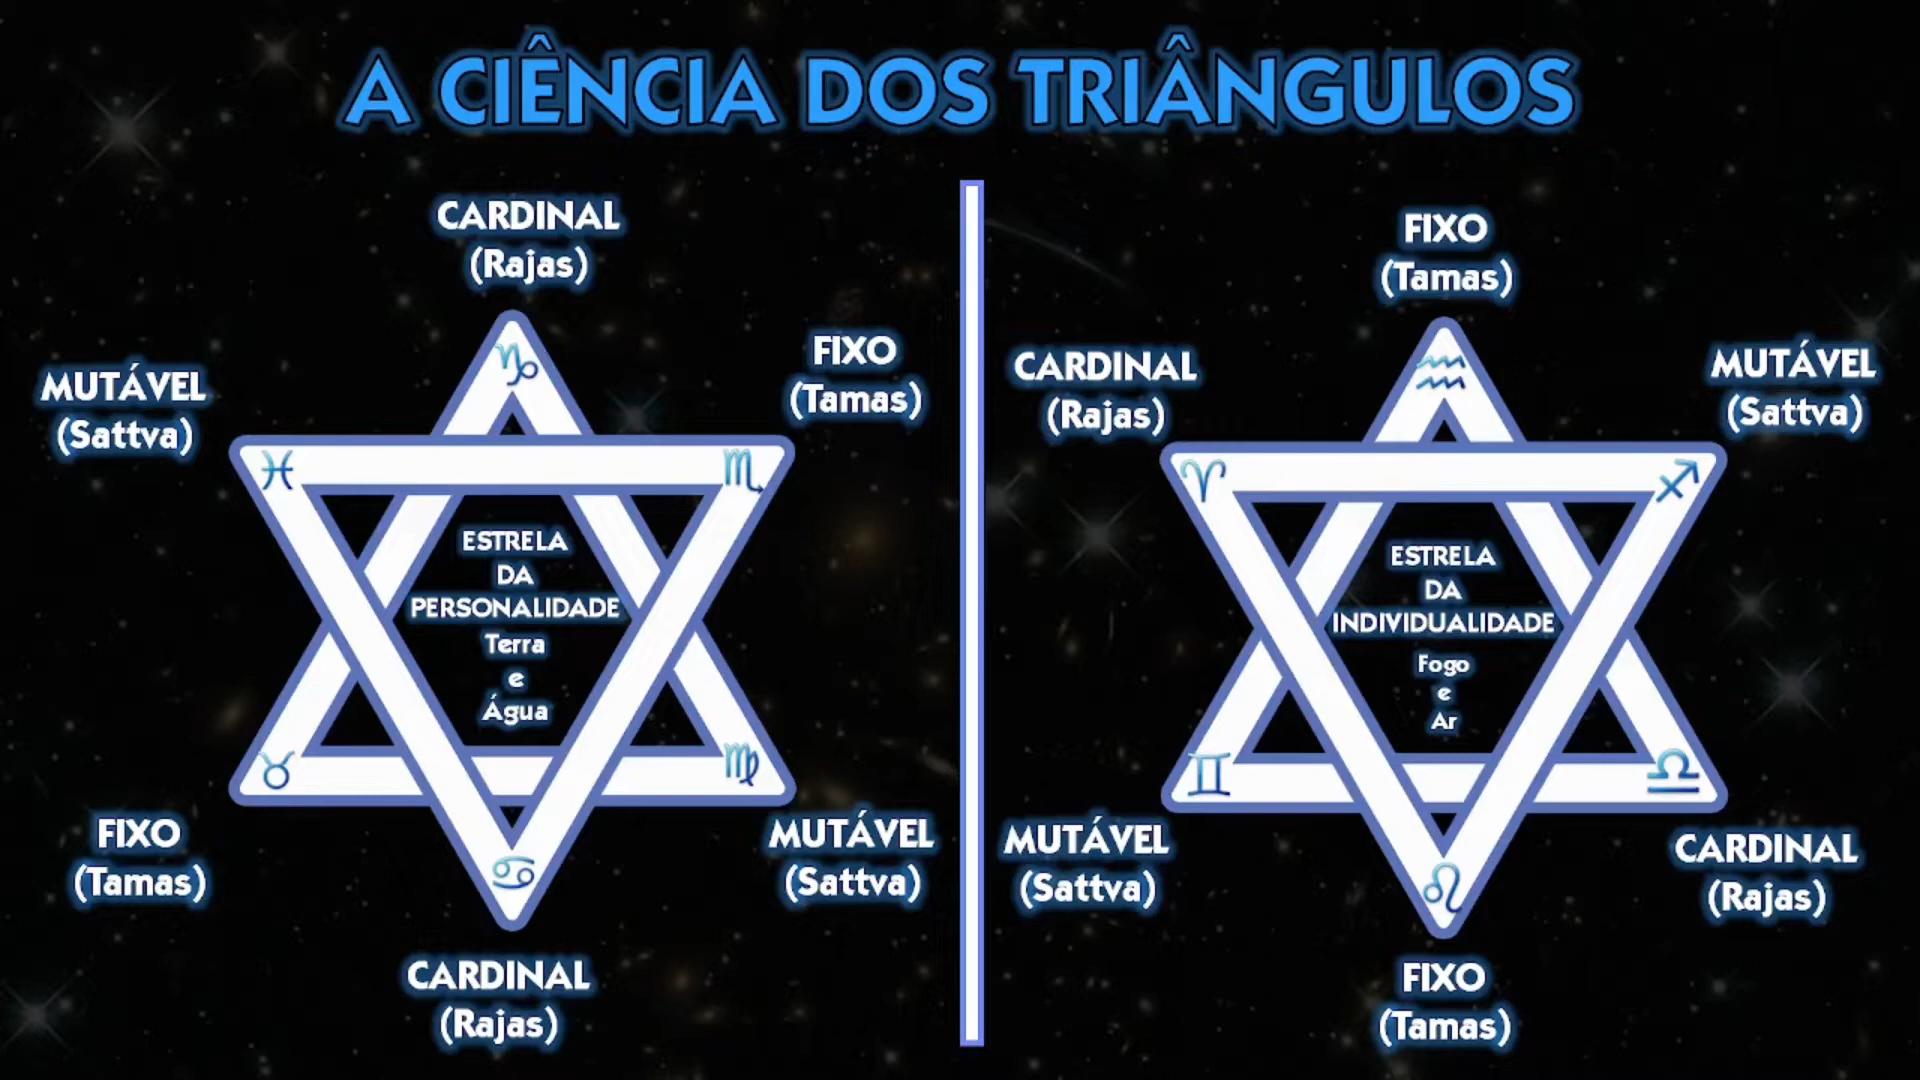 A CIÊNCIA DOS TRIÂNGULOS
CARDINAL
(Rajas)
FIXO
(Tamas)
MUTÁVEL
(Sattva)
♑
♓
♏
ESTRELA
DA
PERSONALIDADE
Terra
e
Água
♉
♍
♋
FIXO
(Tamas)
MUTÁVEL
(Sattva)
CARDINAL
(Rajas)
FIXO
(Tamas)
CARDINAL
(Rajas)
MUTÁVEL
(Sattva)
♒
♈
♐
ESTRELA
DA
INDIVIDUALIDADE
Fogo
e
Ar
♊
♎
♌
MUTÁVEL
(Sattva)
CARDINAL
(Rajas)
FIXO
(Tamas)